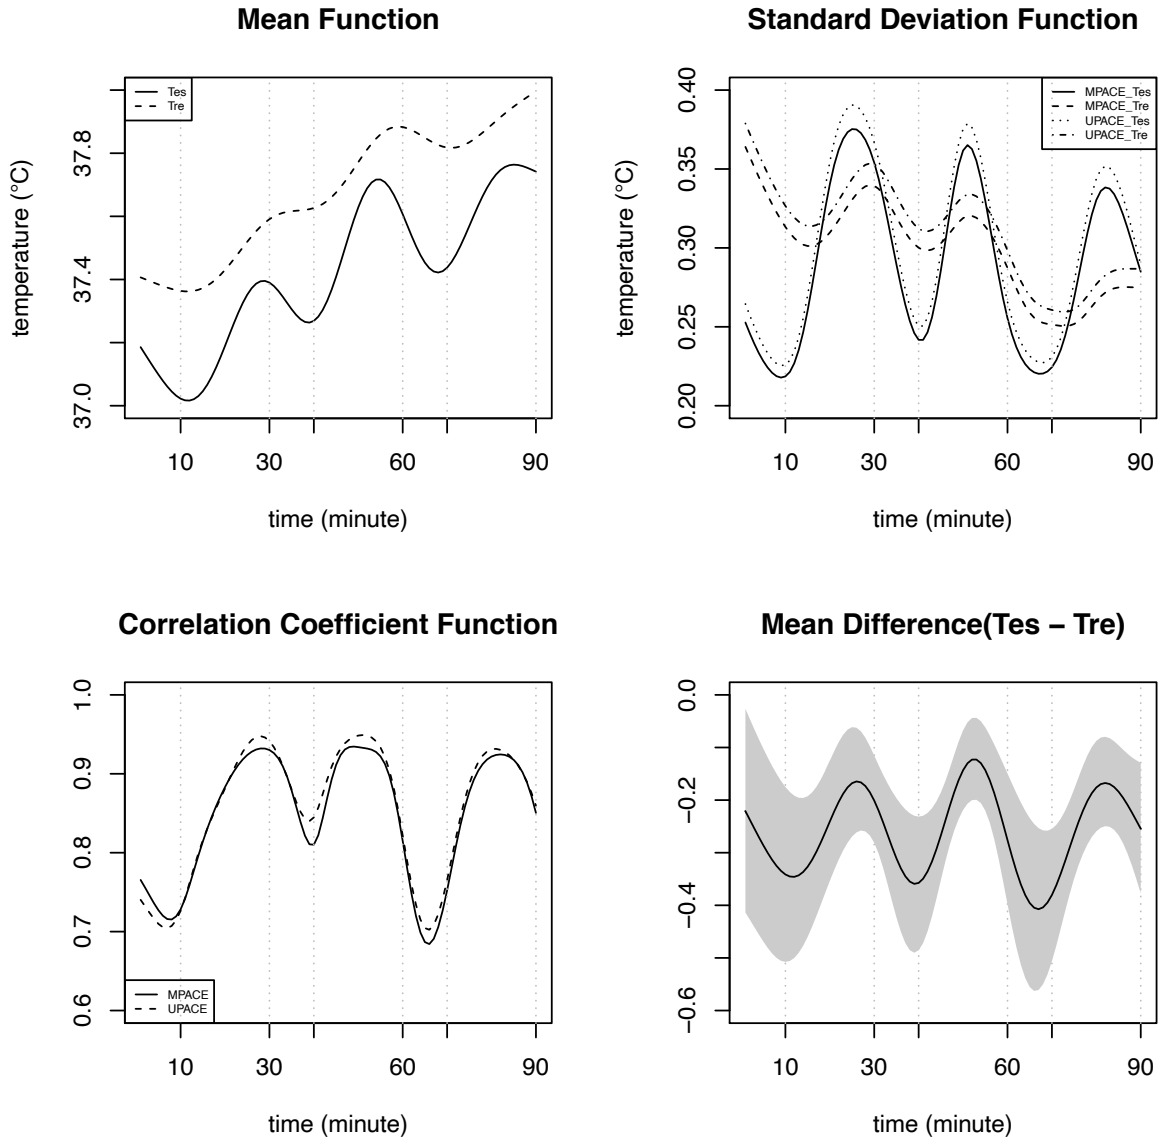 Mean Function
Tes
Tre
temperature (°C)
37.0
37.4
37.8
10
30
60
90
time (minute)
Standard Deviation Function
MPACE_Tes
MPACE_Tre
UPACE_Tes
UPACE_Tre
temperature (°C)
0.20
0.25
0.30
0.35
0.40
10
30
60
90
time (minute)
Correlation Coefficient Function
0.6
0.7
0.8
0.9
1.0
MPACE
UPACE
10
30
60
90
time (minute)
Mean Difference(Tes − Tre)
−0.6
−0.4
−0.2
0.0
10
30
60
90
time (minute)